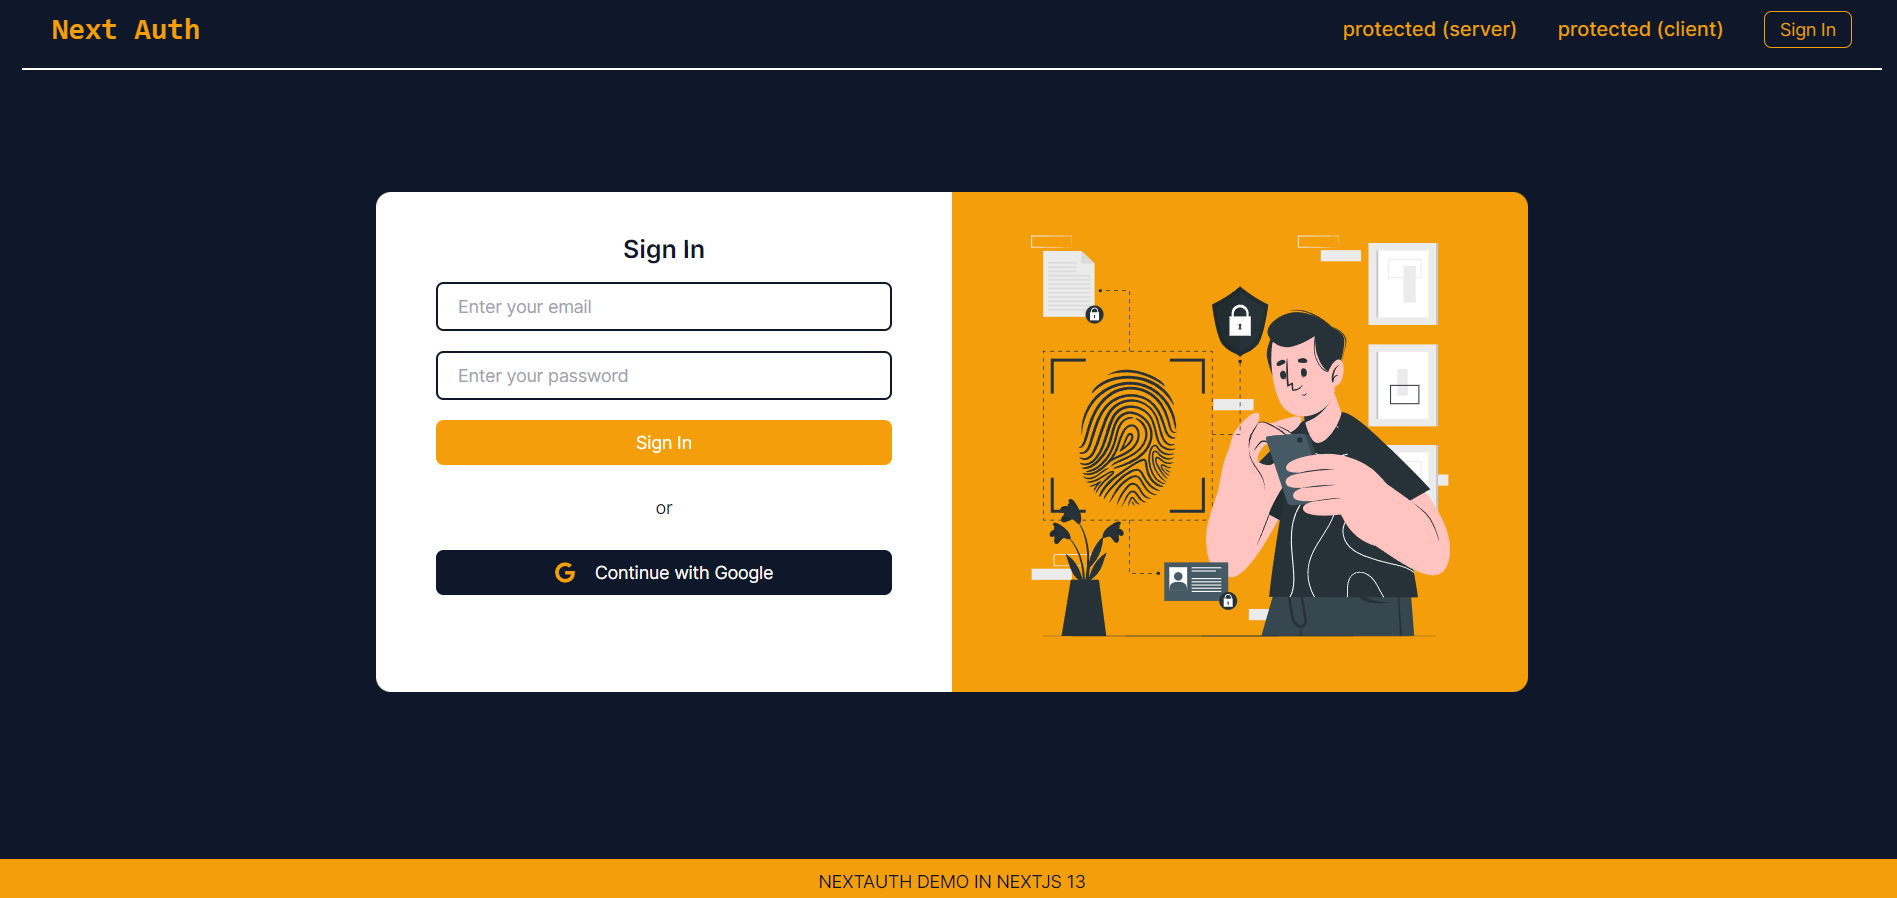 Next Auth
protected (server)
protected (client)
Sign In
Sign In
Enter your email
Enter your password
Sign In
or
Continue with Google
NEXTAUTH DEMO IN NEXTJS 13